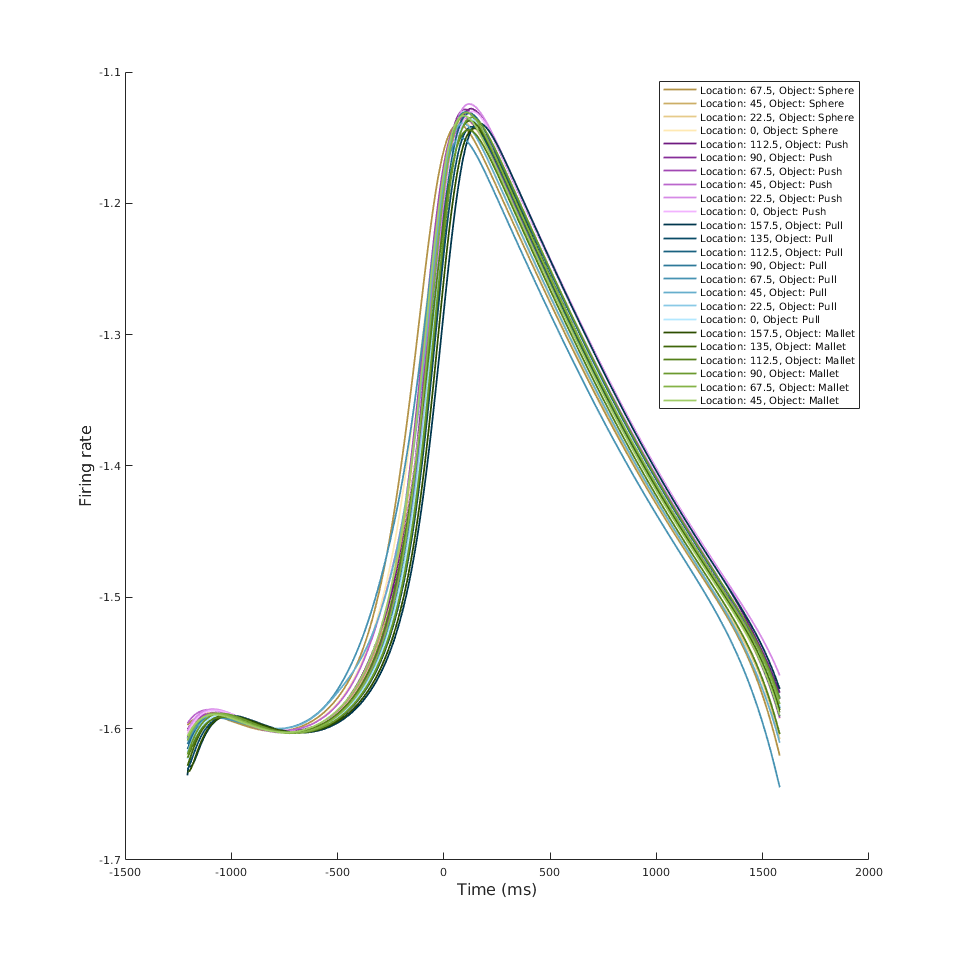 -1.1
-1.2
-1.3
-1.4
-1.5
-1.6
-1.7
Firing rate
-1500
-1000
-500
0
500
1000
1500
2000
Time (ms)
Location: 67.5, Object: Sphere
Location: 45, Object: Sphere
Location: 22.5, Object: Sphere
Location: 0, Object: Sphere
Location: 112.5, Object: Push
Location: 90, Object: Push
Location: 67.5, Object: Push
Location: 45, Object: Push
Location: 22.5, Object: Push
Location: 0, Object: Push
Location: 157.5, Object: Pull
Location: 135, Object: Pull
Location: 112.5, Object: Pull
Location: 90, Object: Pull
Location: 67.5, Object: Pull
Location: 45, Object: Pull
Location: 22.5, Object: Pull
Location: 0, Object: Pull
Location: 157.5, Object: Mallet
Location: 135, Object: Mallet
Location: 112.5, Object: Mallet
Location: 90, Object: Mallet
Location: 67.5, Object: Mallet
Location: 45, Object: Mallet